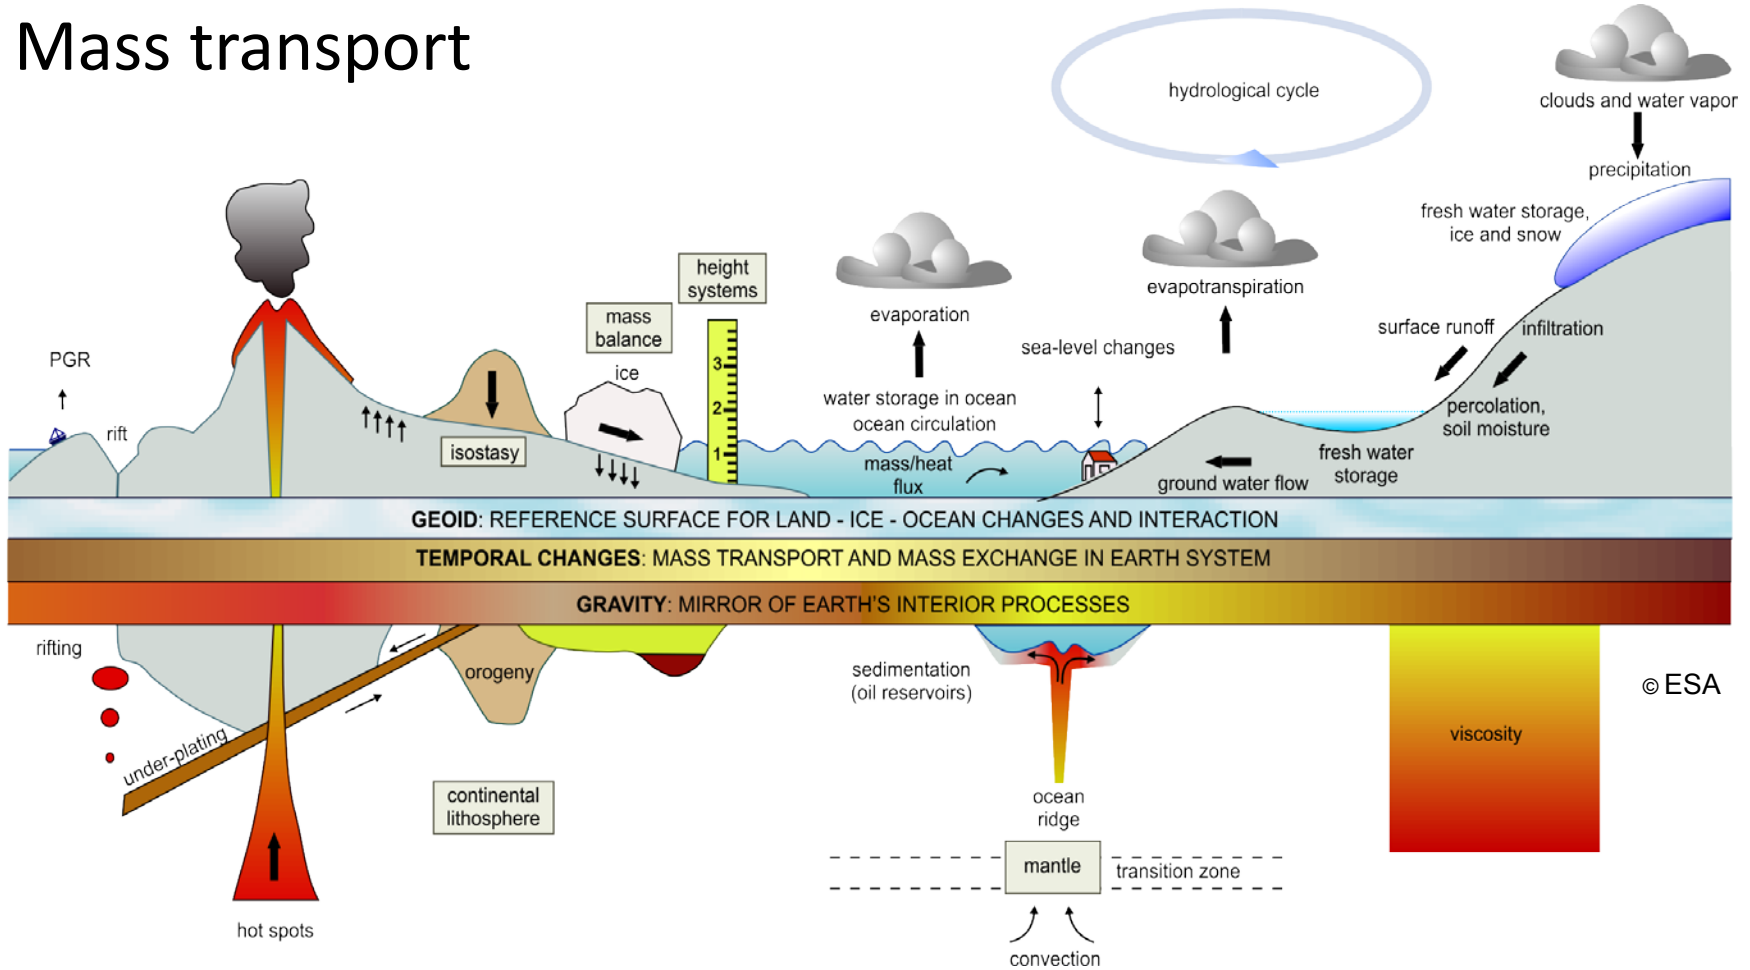 Mass transport
hydrological cycle
clouds and water vapor
precipitation
fresh water storage,
ice and snow
height
systems
mass
balance
ice
3
2
1
evaporation
evapotranspiration
sea-level changes
surface runoff
infiltration
PGR
rift
isostasy
water storage in ocean
ocean circulation
mass/heat
flux
percolation,
soil moisture
fresh water
storage
ground water flow
GEOID: REFERENCE SURFACE FOR LAND - ICE - OCEAN CHANGES AND INTERACTION
TEMPORAL CHANGES: MASS TRANSPORT AND MASS EXCHANGE IN EARTH SYSTEM
GRAVITY: MIRROR OF EARTH'S INTERIOR PROCESSES
rifting
orogeny
sedimentation
(oil reservoirs)
© ESA
under-plating
viscosity
continental
lithosphere
ocean
ridge
mantle
transition zone
hot spots
convection